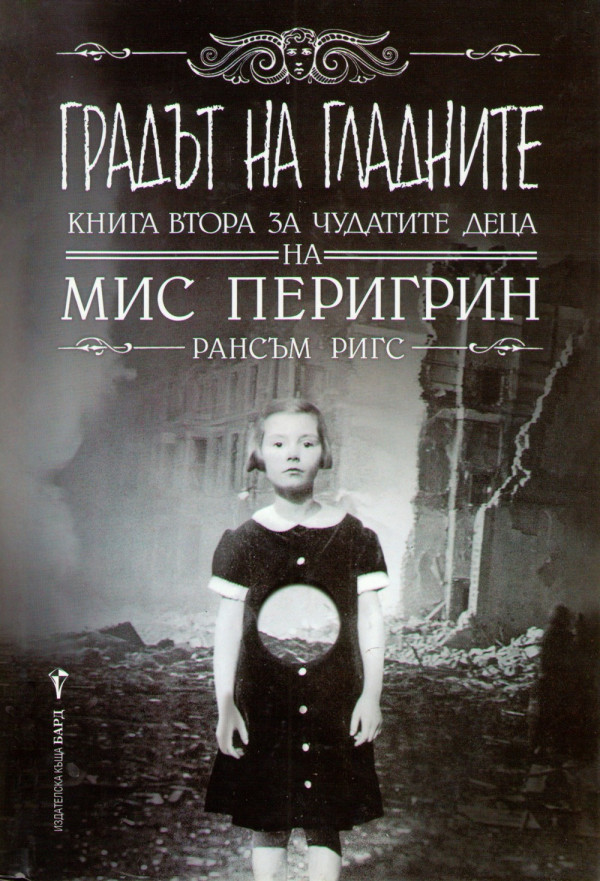 ГРАДЪТ НА ГЛАДНИТЕ
КНИГА ВТОРА ЗА ЧУДАТИТЕ ДЕЦА
НА
МИС ПЕРИГРИН
РАНСЪМ РИГС
ИЗДАТЕЛСКА КЪЩА БАРД